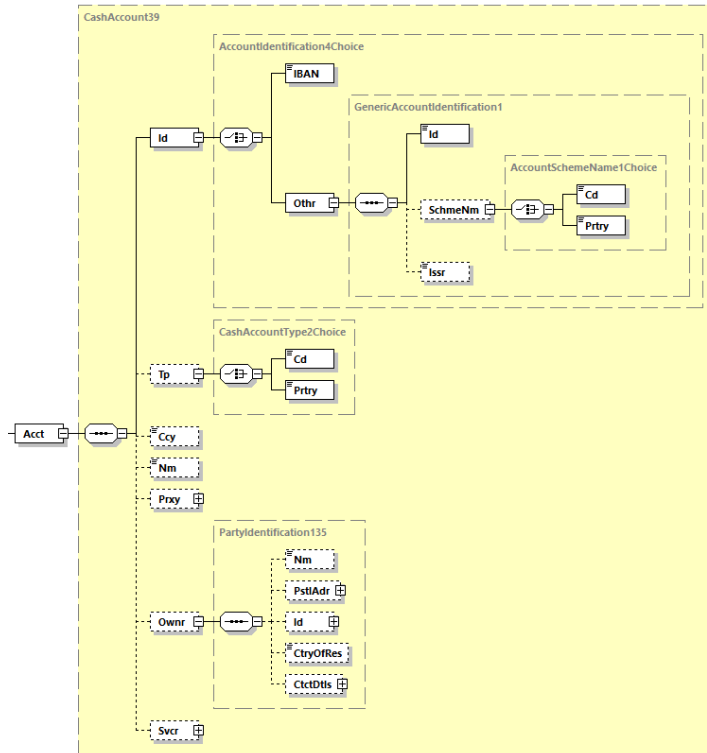 CashAccount39
AccountIdentification4Choice
IBAN
GenericAccountIdentification1
Id
Id
AccountSchemeName1Choice
Cd
Othr
SchmeNm
Prtry
Issr
CashAccountType2Choice
Cd
Tp
Prtry
Acct
Ccy
Nm
Prxy
PartyIdentification135
Nm
PstlAdr
Ownr
Id
CtryOfRes
CtctDtls
Svcr